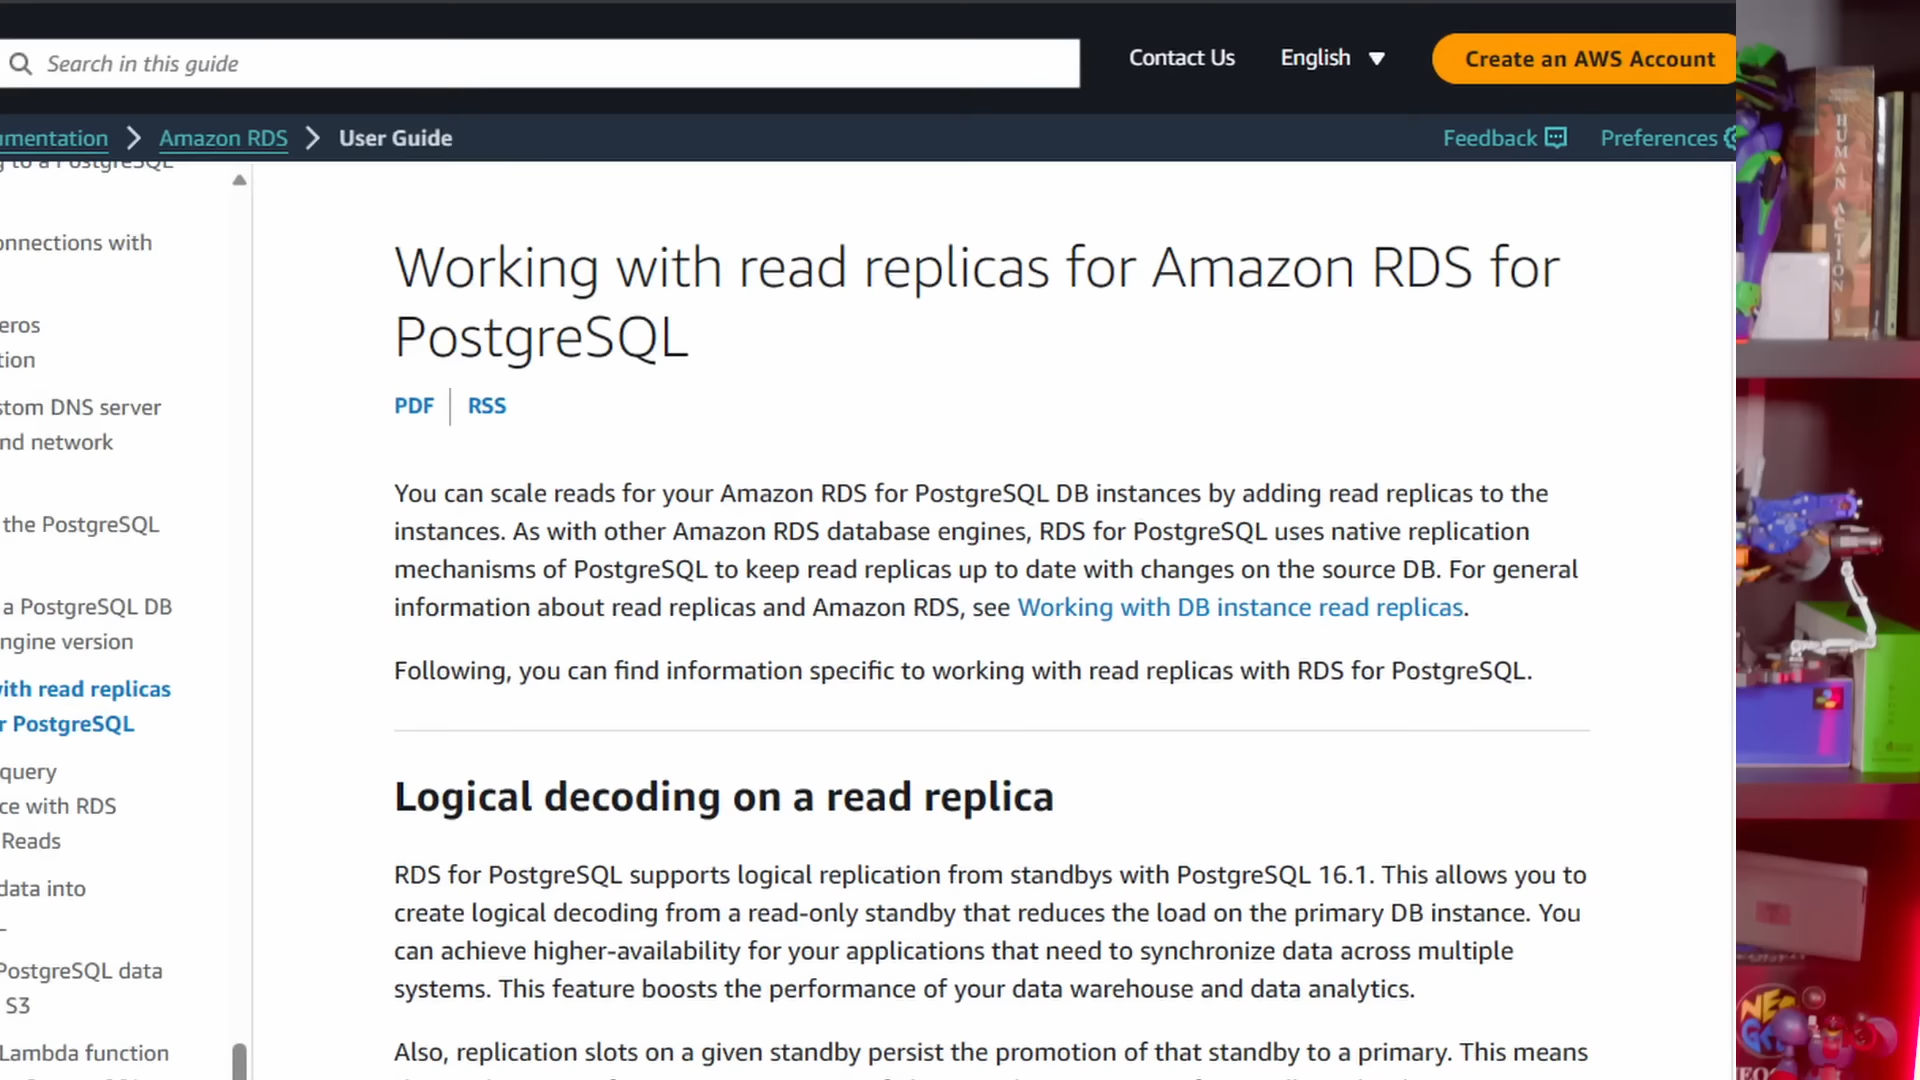 Search in this guide
Contact Us
English
Create an AWS Account
umentation
Amazon RDS
User Guide
Feedback
Preferences
g to a PostgreSQL
onnections with
eros
tion
stom DNS server
nd network
the PostgreSQL
a PostgreSQL DB
ngine version
ith read replicas
r PostgreSQL
query
ce with RDS
Reads
data into
L
PostgreSQL data
S3
Lambda function
Working with read replicas for Amazon RDS for
PostgreSQL
PDF
RSS
You can scale reads for your Amazon RDS for PostgreSQL DB instances by adding read replicas to the
instances. As with other Amazon RDS database engines, RDS for PostgreSQL uses native replication
mechanisms of PostgreSQL to keep read replicas up to date with changes on the source DB. For general
information about read replicas and Amazon RDS, see Working with DB instance read replicas.
Following, you can find information specific to working with read replicas with RDS for PostgreSQL.
Logical decoding on a read replica
RDS for PostgreSQL supports logical replication from standbys with PostgreSQL 16.1. This allows you to
create logical decoding from a read-only standby that reduces the load on the primary DB instance. You
can achieve higher-availability for your applications that need to synchronize data across multiple
systems. This feature boosts the performance of your data warehouse and data analytics.
Also, replication slots on a given standby persist the promotion of that standby to a primary. This means
HUMAN ACTION
NEO
GEO
NEO